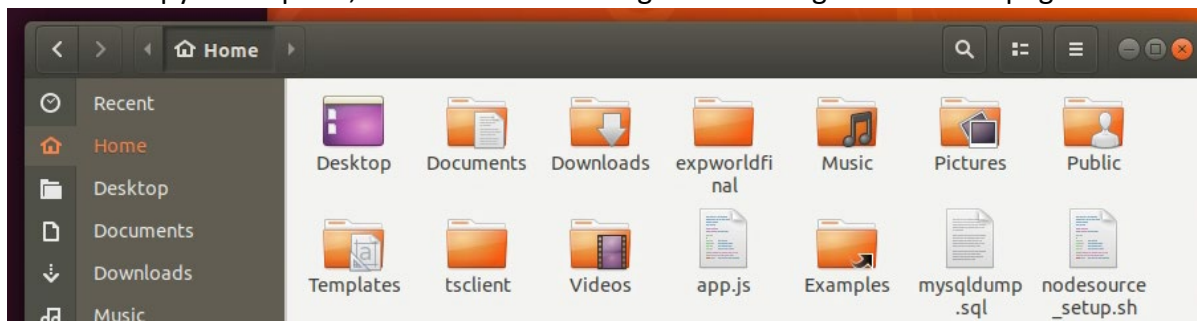 Home
Recent
Home
Desktop
Documents
Downloads
Music
Desktop Documents Downloads expworldfi Music Pictures Public
nal
Templates tsclient Videos app.js Examples mysqldump nodesource
.sql _setup.sh